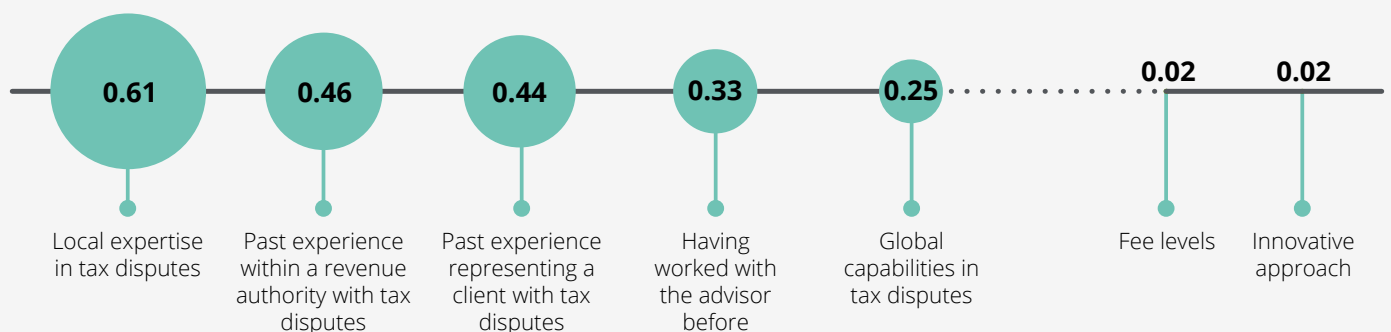 0.61
Local expertise
in tax disputes
0.46
Past experience
within a revenue
authority with tax
disputes
0.44
Past experience
representing a
client with tax
disputes
0.33
Having
worked with
the advisor
before
0.25
Global
capabilities in
tax disputes
0.02
Fee levels
0.02
Innovative
approach